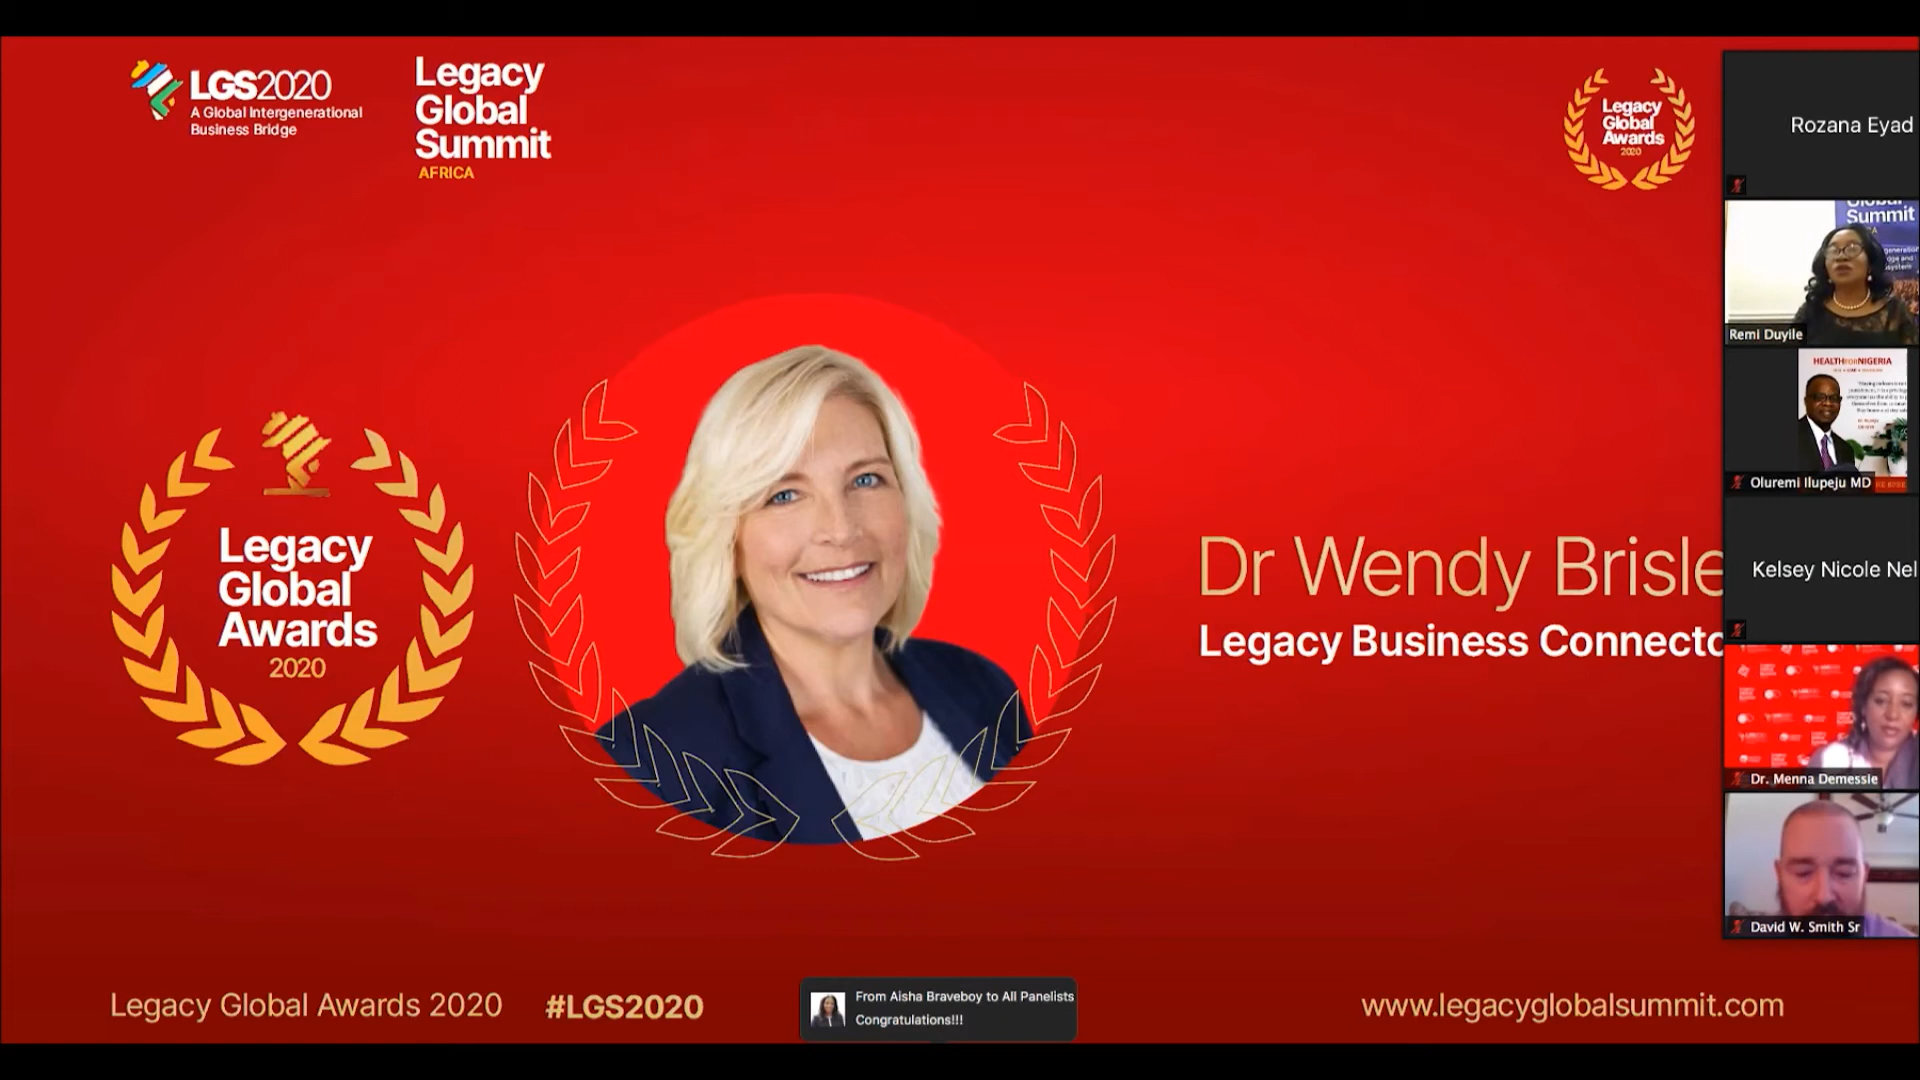 LGS2020
A Global Intergenerational
Business Bridge
Legacy
Global
Summit
AFRICA
Legacy
Global
Awards
2020
Rozana Eyad
Summit
Remi Duyile
HEALTHFORNIGERIA
Oluremi Ilupeju MD
Kelsey Nicole Nel
Dr. Menna Demessie
David W. Smith Sr
Legacy
Global
Awards
2020
Dr Wendy Brisle
Legacy Business Connecto
Legacy Global Awards 2020
#LGS2020
From Aisha Braveboy to All Panelists
Congratulations!!!
www.legacyglobalsummit.com